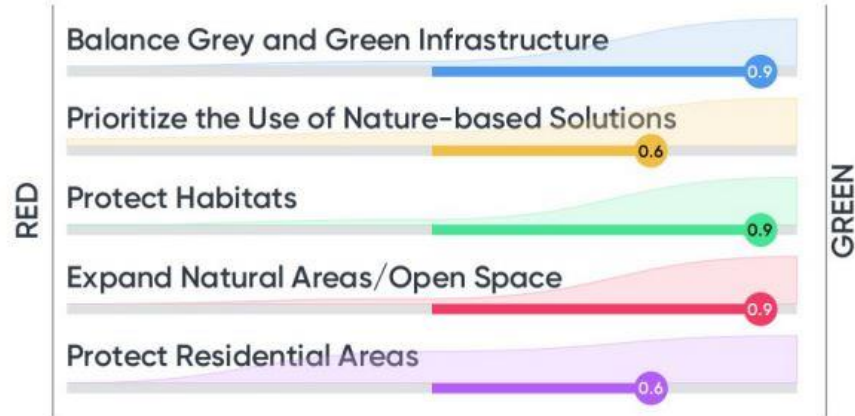 RED
Balance Grey and Green Infrastructure
0.9
Prioritize the Use of Nature-based Solutions
0.6
Protect Habitats
0.9
Expand Natural Areas/Open Space
0.9
Protect Residential Areas
0.6
GREEN